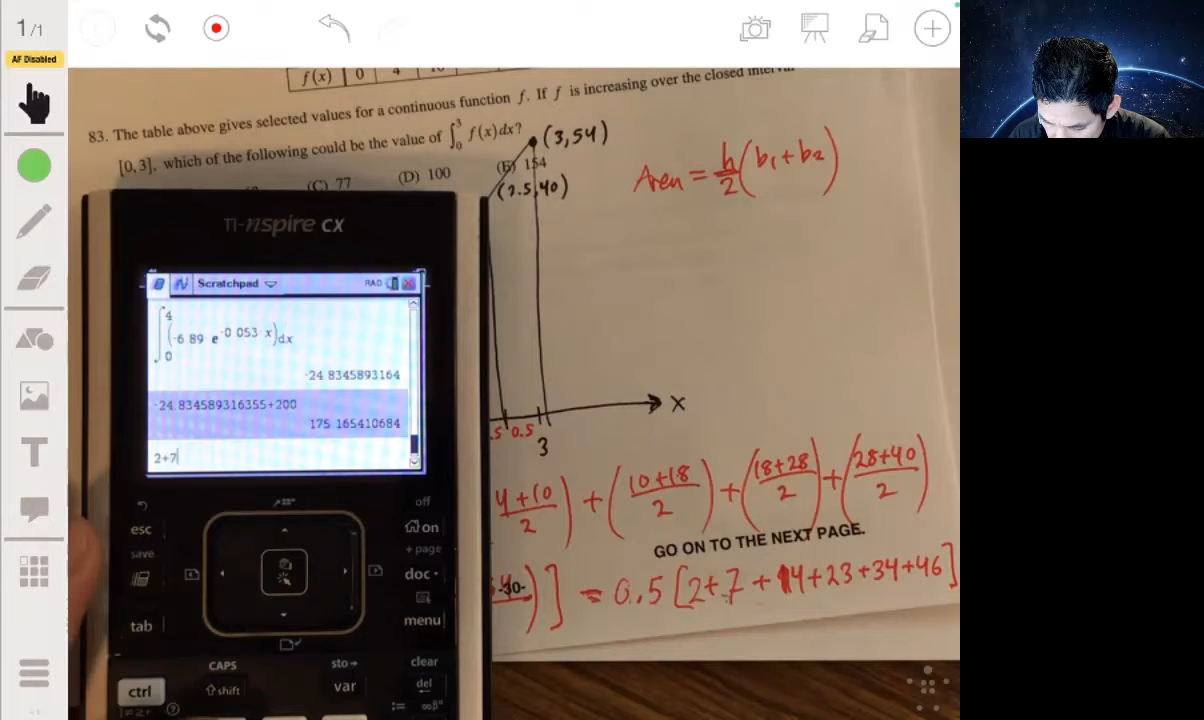 1/1
AF Disabled
f(x) 0 4
83. The table above gives selected values for a continuous function f. If f is increasing over the closed
[0, 3], which of the following could be the value of ∫₀³ f(x)dx?
(C) 77 (D) 100 (E) 154
(3,54)
(2.5,40)
Area = h/2 (b₁ + b₂)
TI-nspire CX
Scratchpad RAD
∫₀⁴ (-6.89 e^-0.053 x)dx
-24.8345893164
-24.834589316355+200
175.165410684
2+7
.5 0.5
3
x
4+10/2) + (10+18/2) + (18+28/2) + (28+40/2)
GO ON TO THE NEXT PAGE.
-30-
)] = 0.5 [2+7+14+23+34+46]
off
esc
on
save
+page
doc
tab
menu
CAPS
sto→
clear
ctrl
shift
var
del
:=
T